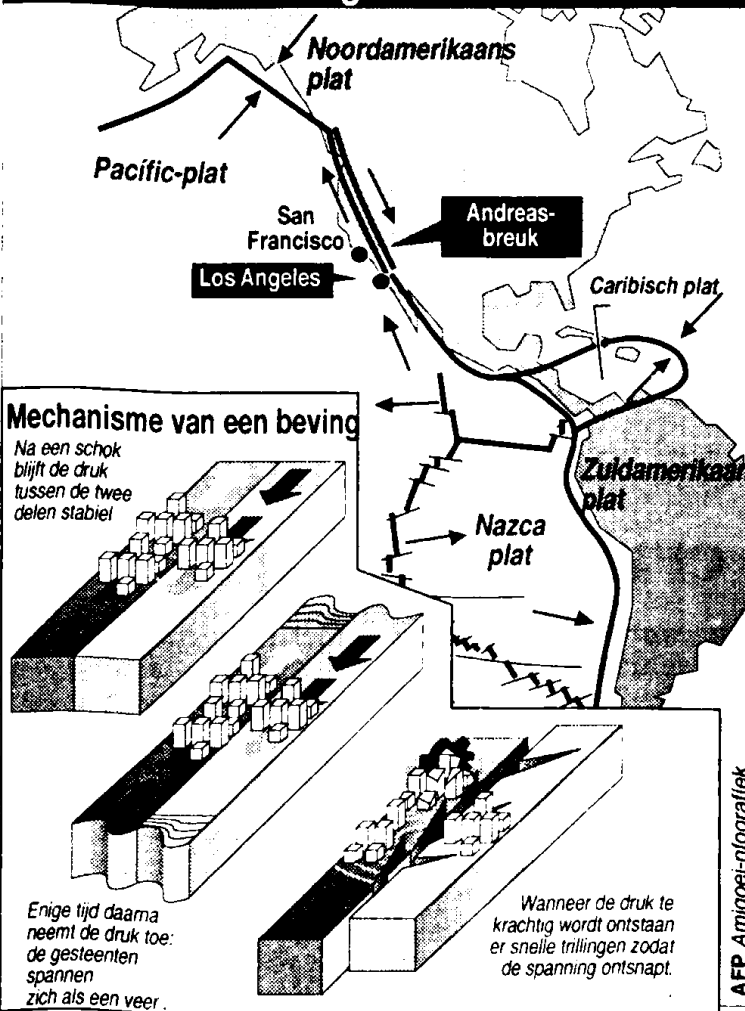 Noordamerikaans
plat
Pacific-plat
San
Francisco
Andreas-
breuk
Los Angeles
Caribisch plat
Zuidamerikaans
plat
Nazca
plat
Mechanisme van een beving
Na een schok
blijft de druk
tussen de twee
delen stabiel
Enige tijd daarna
neemt de druk toe:
de gesteenten
spannen
zich als een veer.
Wanneer de druk te
krachtig wordt ontstaan
er snelle trillingen zodat
de spanning ontsnapt.
AFP